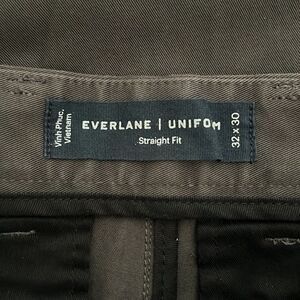 Vinh Phuc,
Vietnam
EVERLANE | UNIFOM
Straight Fit
32 x 30